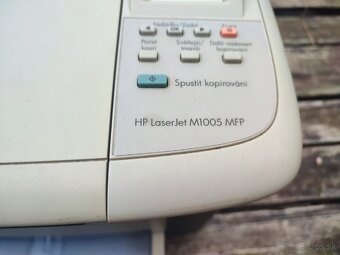 Nabídka/Zadat Zrušit
OK
Počet kopií
Světlejší/tmavší
Další nastavení kopírování
Spustit kopírování
HP LaserJet M1005 MFP